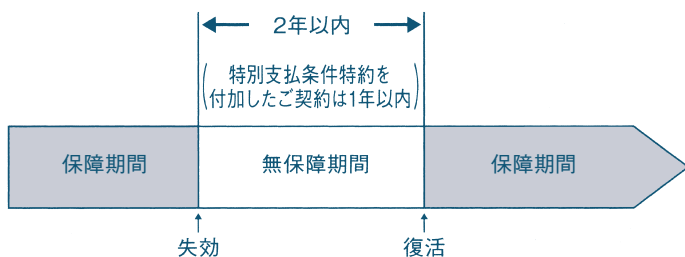 2年以内
(特別支払条件特約を
付加したご契約は1年以内)
保障期間
無保障期間
保障期間
失効
復活